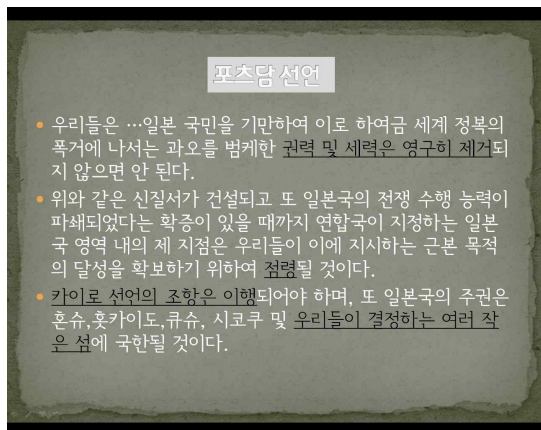 포츠담 선언
• 우리들은 …일본 국민을 기만하여 이로 하여금 세계 정복의
폭거에 나서는 과오를 범케한 권력 및 세력은 영구히 제거되
지 않으면 안 된다.
• 위와 같은 신질서가 건설되고 또 일본국의 전쟁 수행 능력이
파쇄되었다는 확증이 있을 때까지 연합국이 지정하는 일본
국 영역 내의 제 지점은 우리들이 이에 지시하는 근본 목적
의 달성을 확보하기 위하여 점령될 것이다.
• 카이로 선언의 조항은 이행되어야 하며, 또 일본국의 주권은
혼슈,홋카이도,큐슈, 시코쿠 및 우리들이 결정하는 여러 작
은 섬에 국한될 것이다.